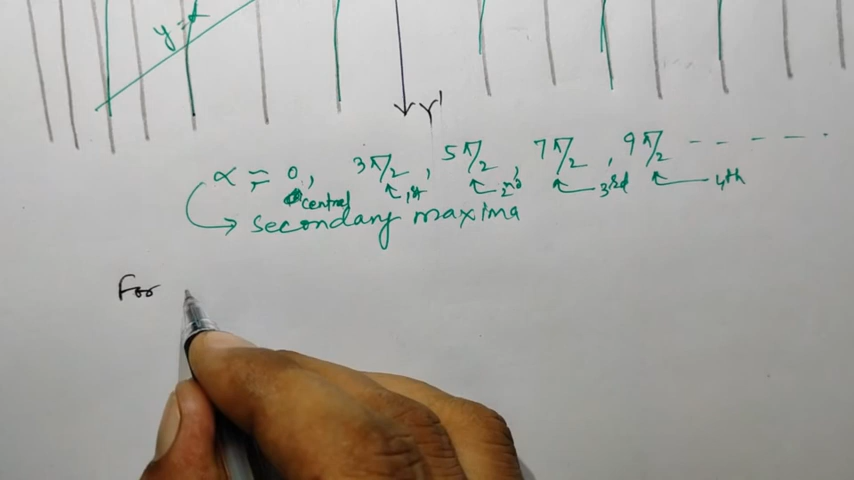 y=α
Y'
α = 0, 3π/2, 5π/2, 7π/2, 9π/2 - - - - - .
central 1st 2nd 3rd 4th
secondary maxima
For